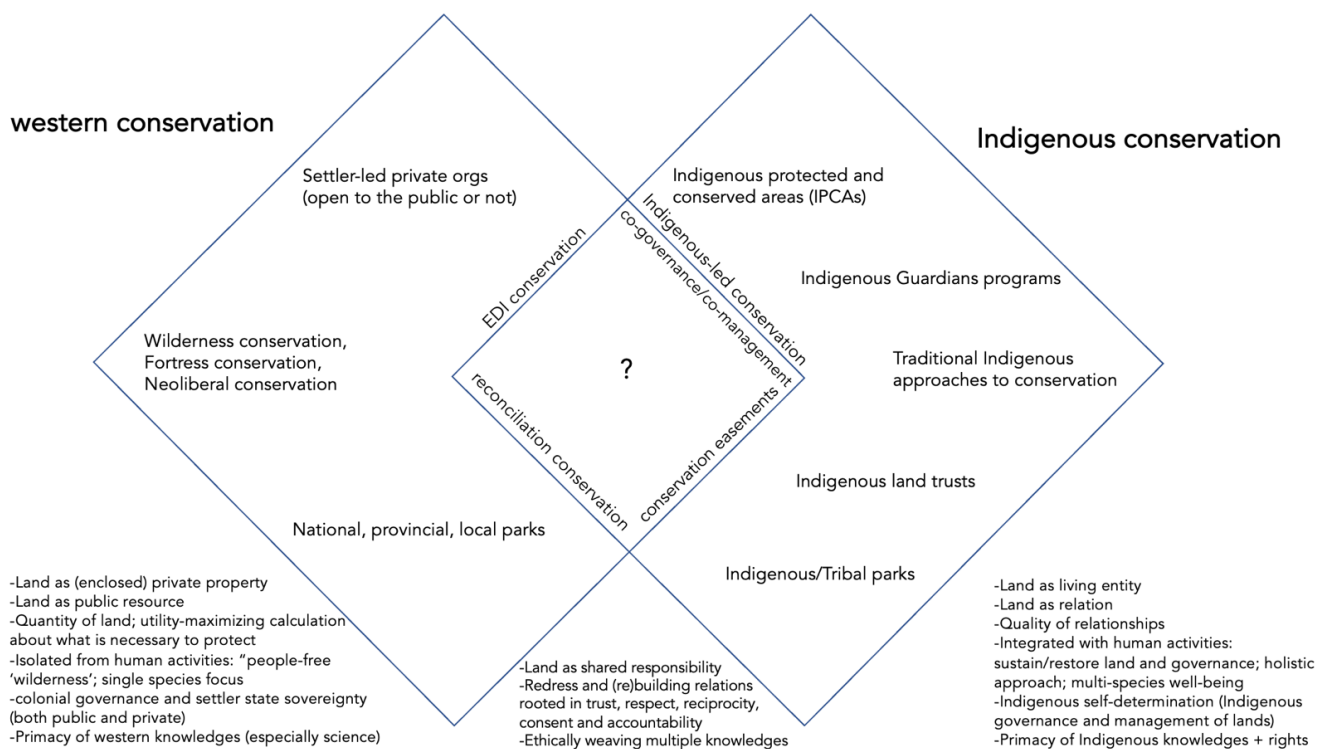 western conservation
Indigenous conservation
Settler-led private orgs
(open to the public or not)
Wilderness conservation,
Fortress conservation,
Neoliberal conservation
National, provincial, local parks
EDI conservation
Indigenous-led conservation
co-governance/co-management
?
reconciliation conservation
conservation easements
Indigenous protected and
conserved areas (IPCAs)
Indigenous Guardians programs
Traditional Indigenous
approaches to conservation
Indigenous land trusts
Indigenous/Tribal parks
-Land as (enclosed) private property
-Land as public resource
-Quantity of land; utility-maximizing calculation
about what is necessary to protect
-Isolated from human activities: “people-free
‘wilderness’; single species focus
-colonial governance and settler state sovereignty
(both public and private)
-Primacy of western knowledges (especially science)
-Land as shared responsibility
-Redress and (re)building relations
rooted in trust, respect, reciprocity,
consent and accountability
-Ethically weaving multiple knowledges
-Land as living entity
-Land as relation
-Quality of relationships
-Integrated with human activities:
sustain/restore land and governance; holistic
approach; multi-species well-being
-Indigenous self-determination (Indigenous
governance and management of lands)
-Primacy of Indigenous knowledges + rights